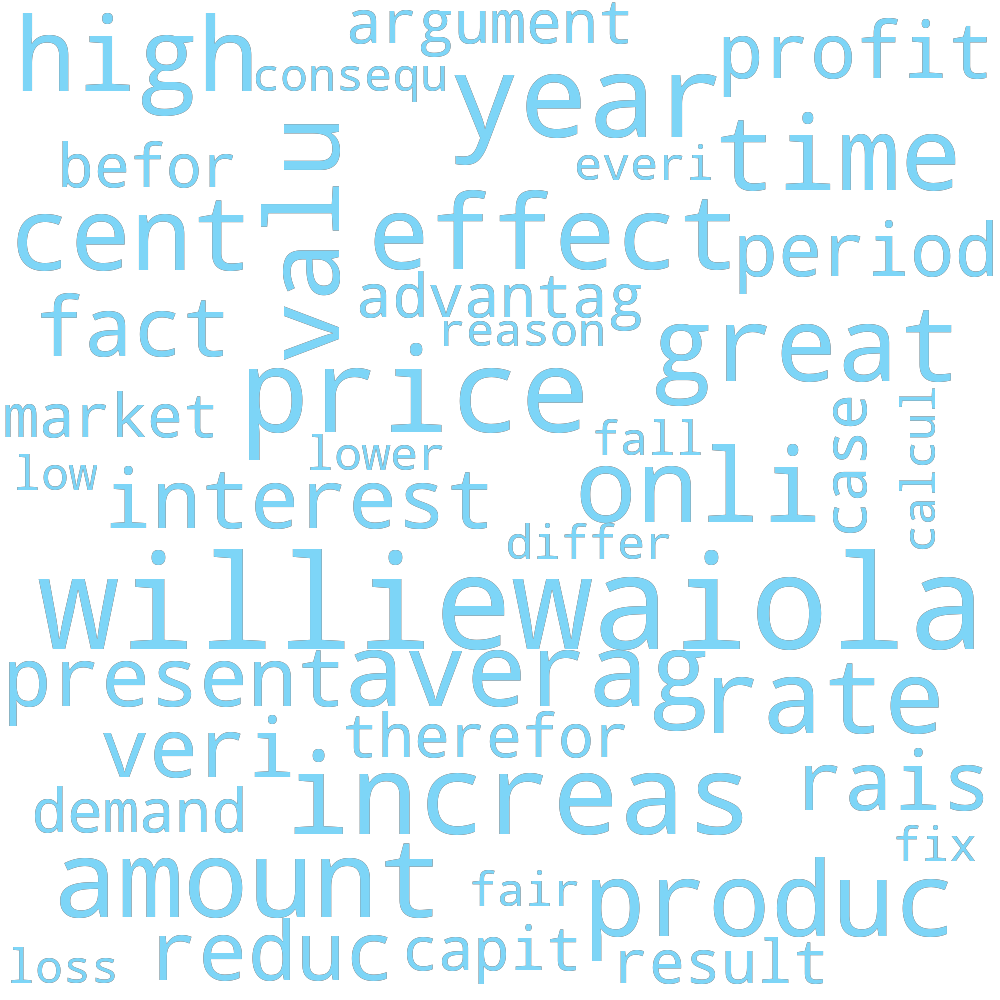 high
argument
profit
consequ
year
time
befor
everi
valu
cent
effect
period
advantag
fact
reason
great
price
market
case
calcul
lower
fall
low
interest
onli
differ
williewaiola
present
averag
rate
therefor
veri
increas
rais
demand
fix
amount
fair
produc
reduc
capit
result
loss